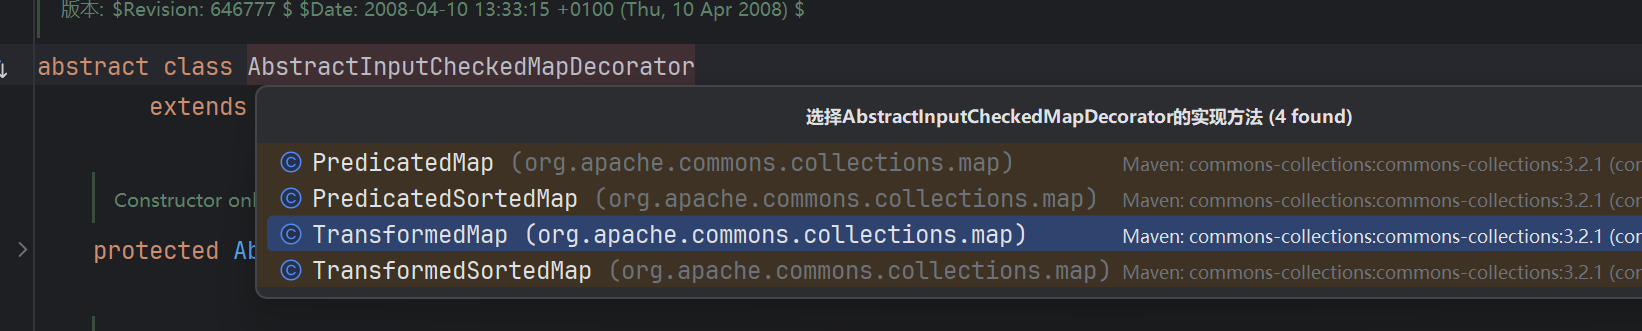 版本: $Revision: 646777 $ $Date: 2008-04-10 13:33:15 +0100 (Thu, 10 Apr 2008) $
abstract class AbstractInputCheckedMapDecorator
extends
选择AbstractInputCheckedMapDecorator的实现方法 (4 found)
PredicatedMap (org.apache.commons.collections.map) Maven: commons-collections:commons-collections:3.2.1 (co
PredicatedSortedMap (org.apache.commons.collections.map) Maven: commons-collections:commons-collections:3.2.1 (co
Constructor onl
TransformedMap (org.apache.commons.collections.map) Maven: commons-collections:commons-collections:3.2.1 (co
protected Ab
TransformedSortedMap (org.apache.commons.collections.map) Maven: commons-collections:commons-collections:3.2.1 (co